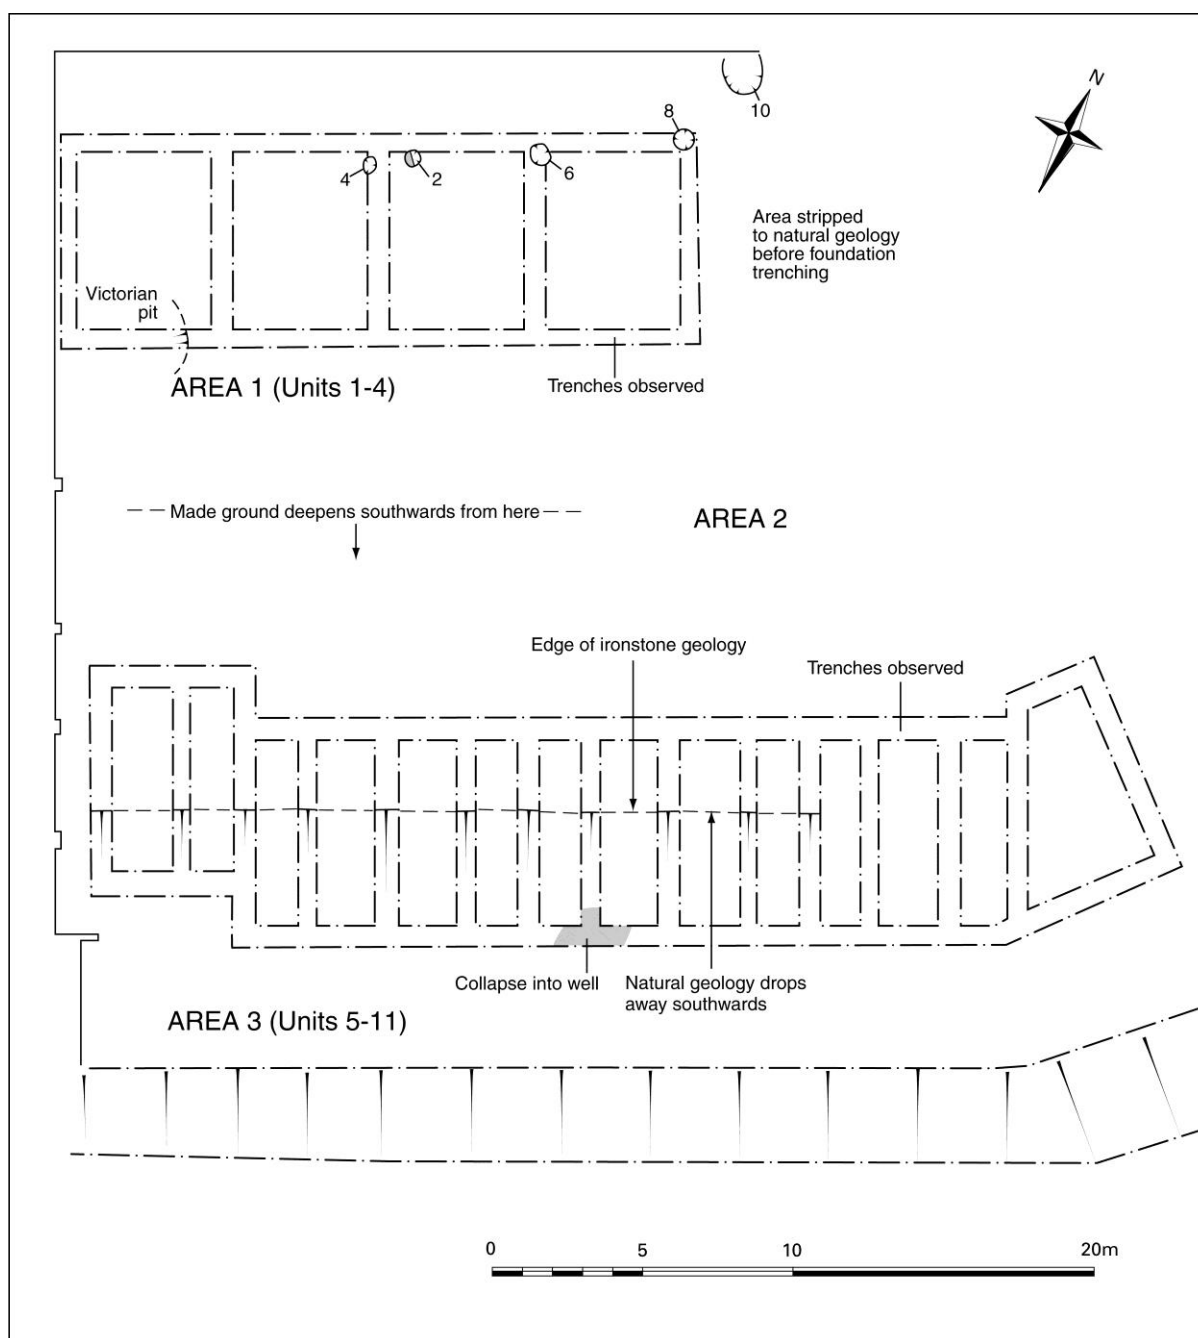 N
10
8
4
2
6
Area stripped
to natural geology
before foundation
trenching
Victorian
pit
AREA 1 (Units 1-4)
Trenches observed
Made ground deepens southwards from here
AREA 2
Edge of ironstone geology
Trenches observed
Collapse into well
Natural geology drops
away southwards
AREA 3 (Units 5-11)
0 5 10 20m